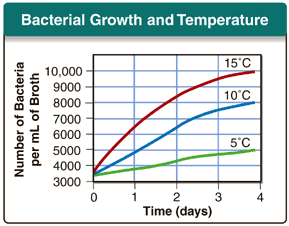 Bacterial Growth and Temperature
Number of Bacteria
per mL of Broth
10,000
9000
8000
7000
6000
5000
4000
3000
15°C
10°C
5°C
0
1
2
3
4
Time (days)